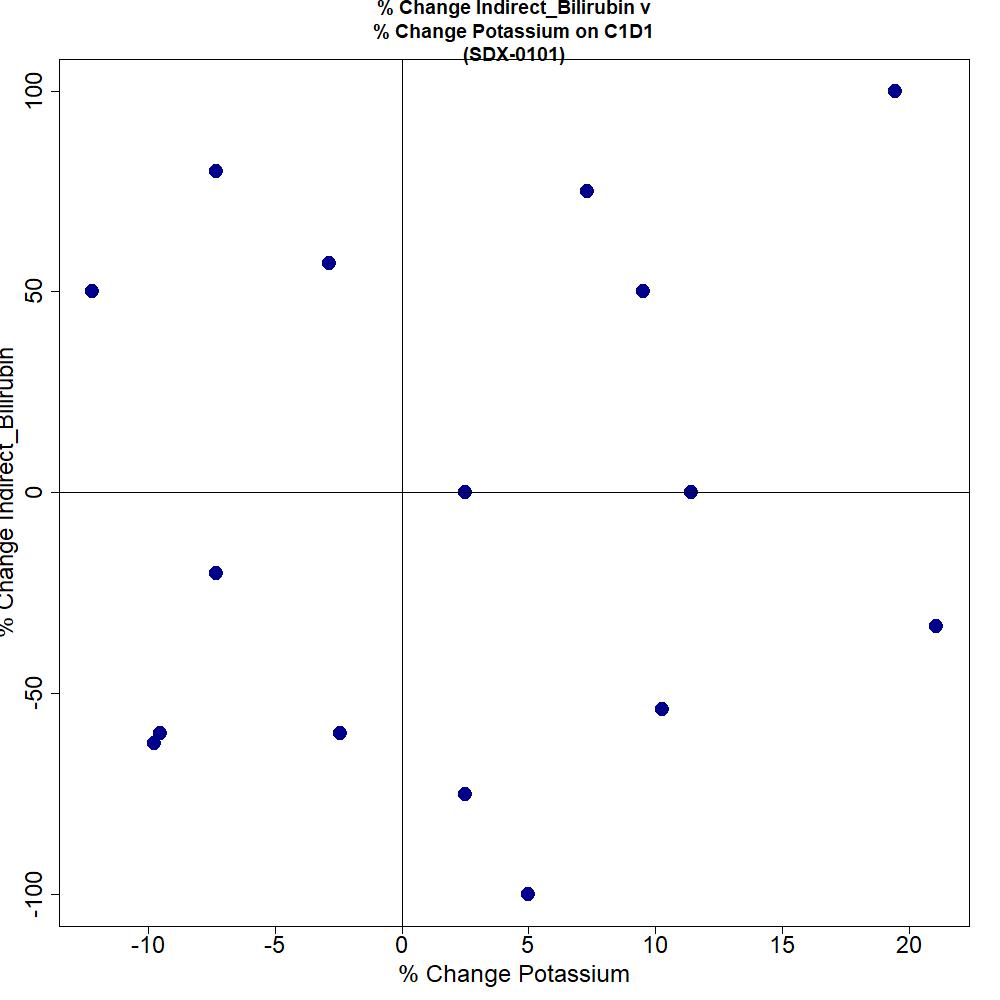 % Change Indirect_Bilirubin v
% Change Potassium on C1D1
(SDX-0101)
100
50
0
-50
-100
% Change Indirect_Bilirubin
-10
-5
0
5
10
15
20
% Change Potassium